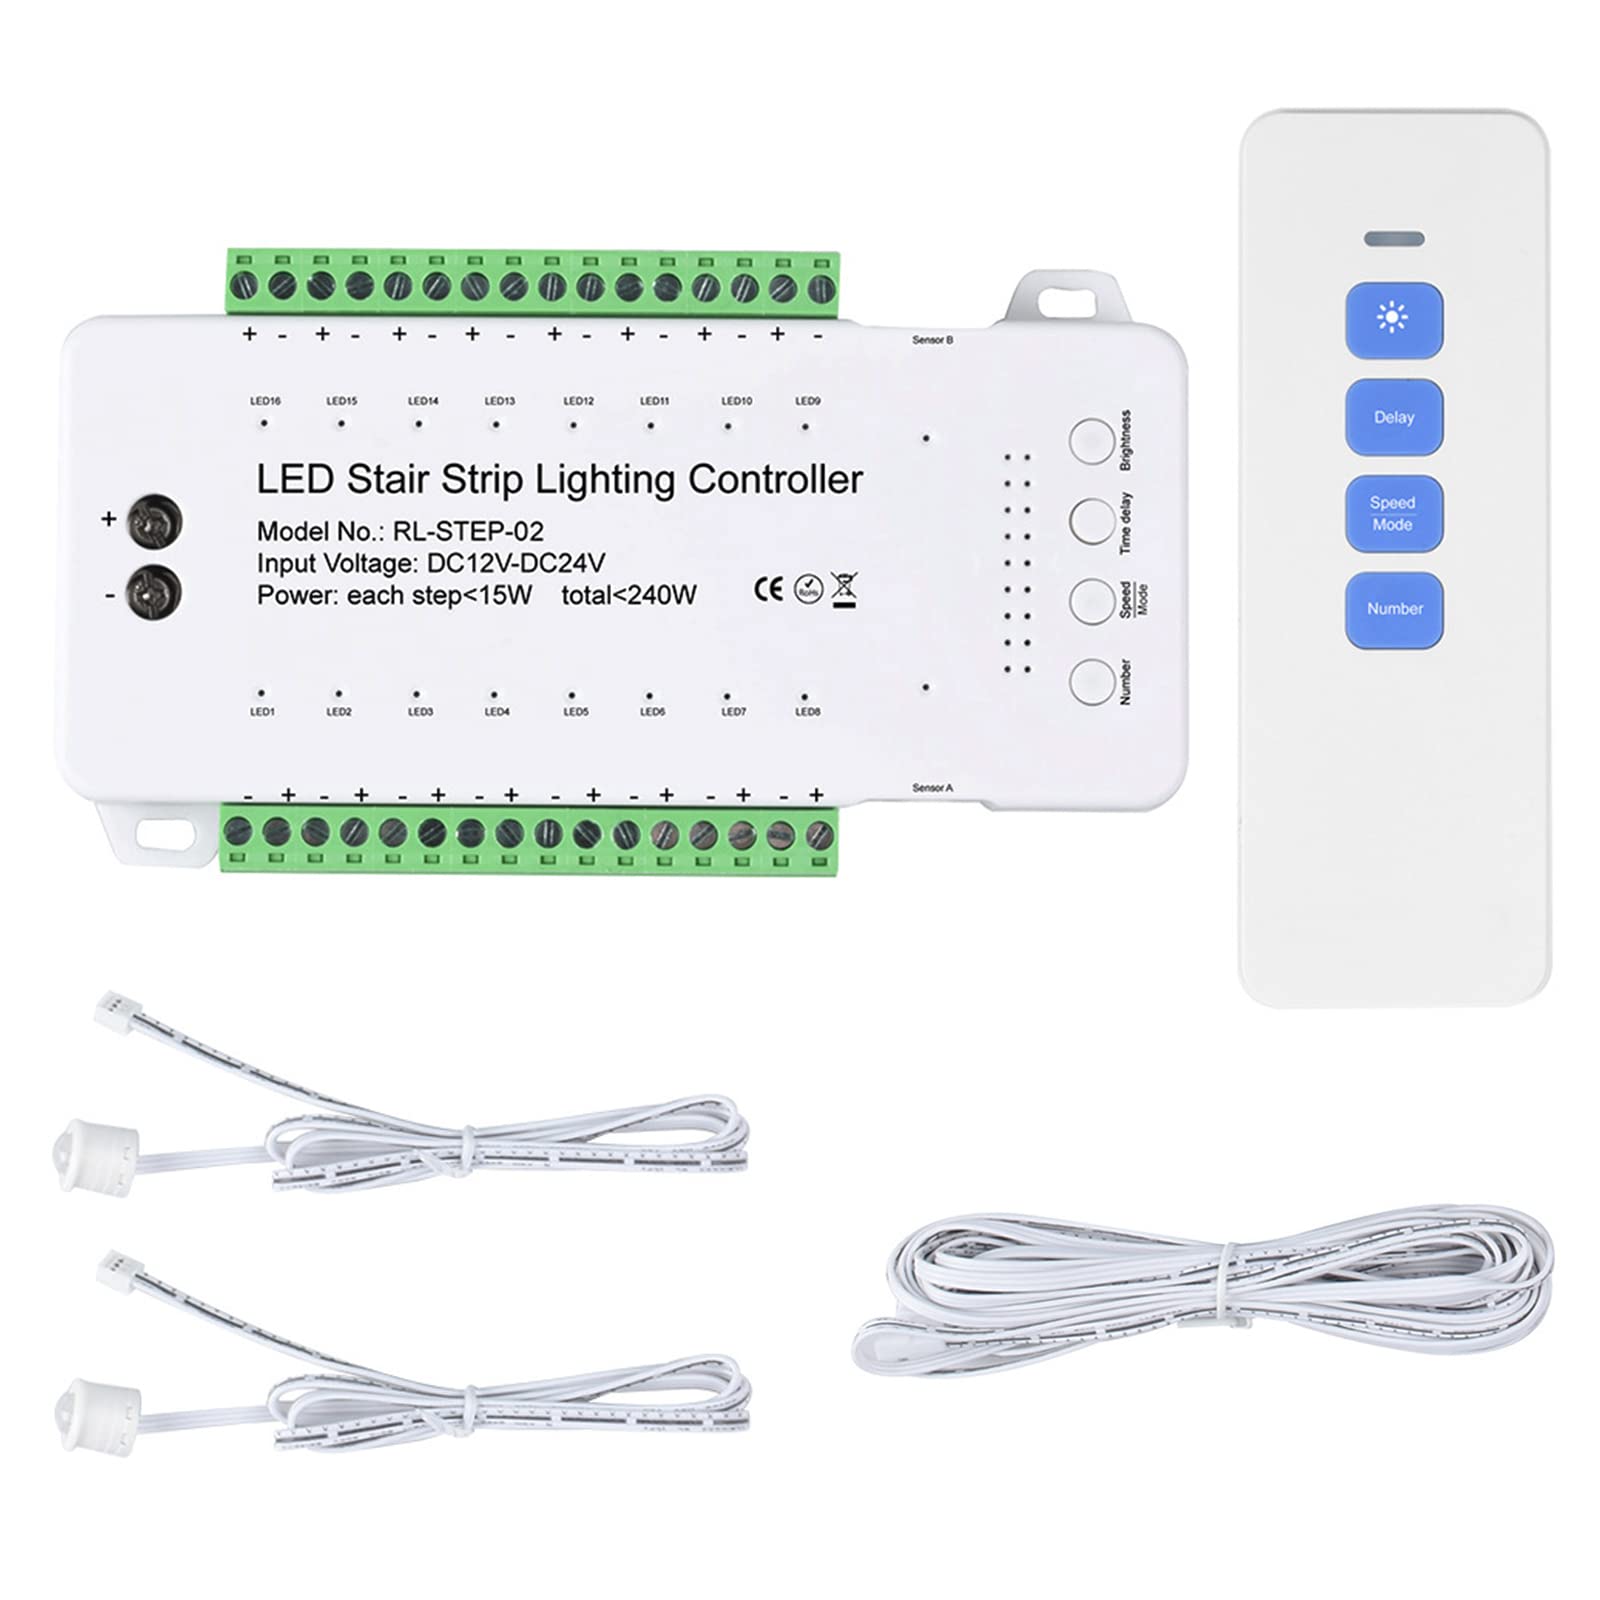 + - + - + - + - + - + - + - + -
Sensor B
LED16 LED15 LED14 LED13 LED12 LED11 LED10 LED9
LED Stair Strip Lighting Controller
Model No.: RL-STEP-02
Input Voltage: DC12V-DC24V
Power: each step<15W total<240W
CE RoHS
+
-
LED1 LED2 LED3 LED4 LED5 LED6 LED7 LED8
- + - + - + - + - + - + - + - +
Sensor A
Brightness
Time delay
Speed
Mode
Number
Delay
Speed
Mode
Number